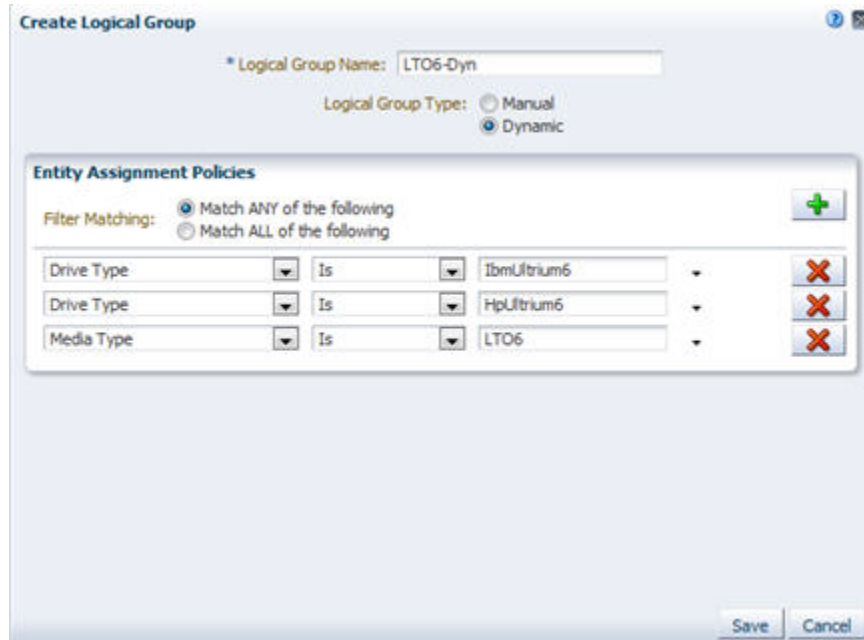 Create Logical Group
* Logical Group Name: LTO6-Dyn
Logical Group Type: Manual
Dynamic
Entity Assignment Policies
Filter Matching: Match ANY of the following
Match ALL of the following
Drive Type Is IbmUltrium6
Drive Type Is HpUltrium6
Media Type Is LTO6
Save Cancel